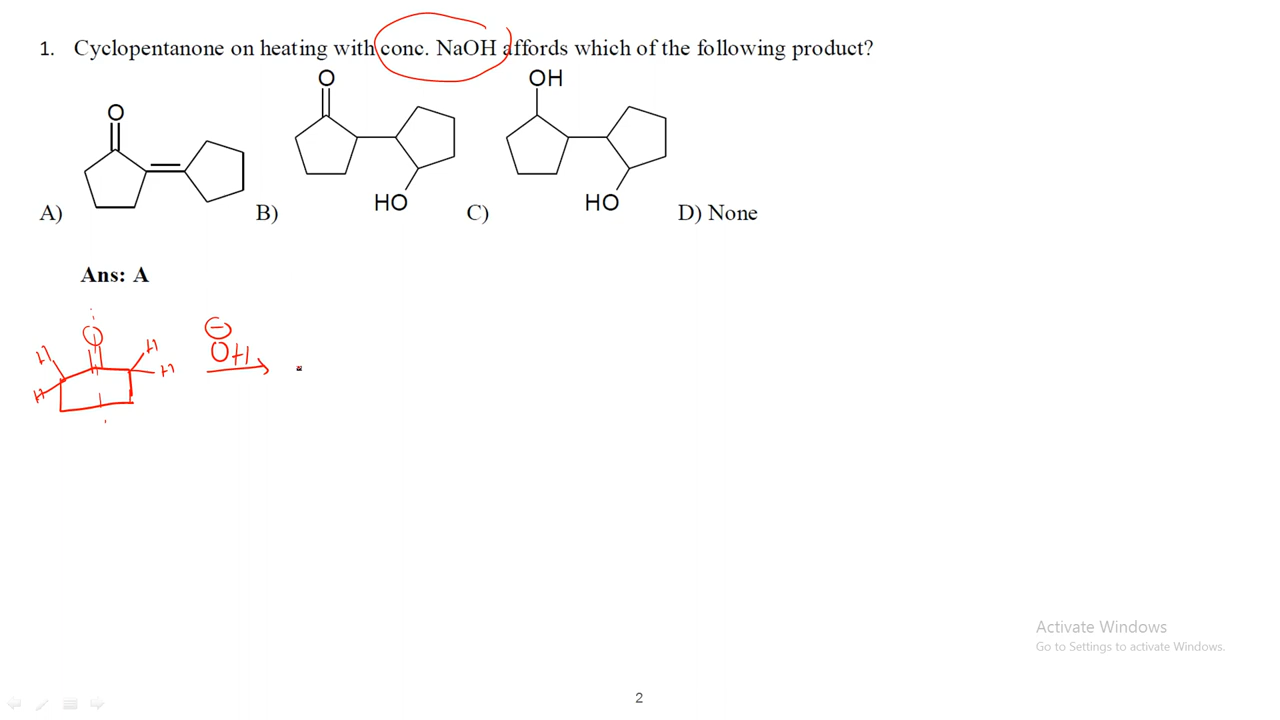 1. Cyclopentanone on heating with conc. NaOH affords which of the following product?
O
O
OH
HO
HO
A)
B)
C)
D) None
Ans: A
O
H
H
H
H
OH
Activate Windows
Go to Settings to activate Windows.
2